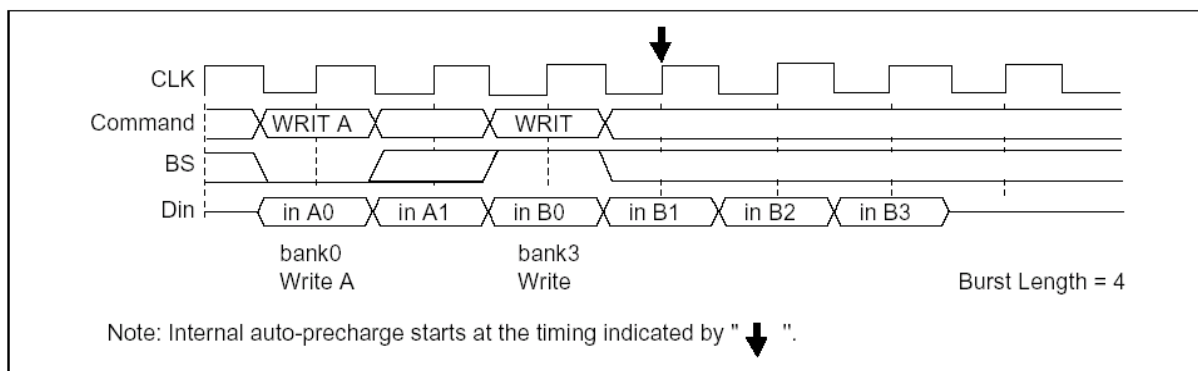 CLK
Command WRIT A WRIT
BS
Din in A0 in A1 in B0 in B1 in B2 in B3
bank0 bank3
Write A Write Burst Length = 4
Note: Internal auto-precharge starts at the timing indicated by " ".